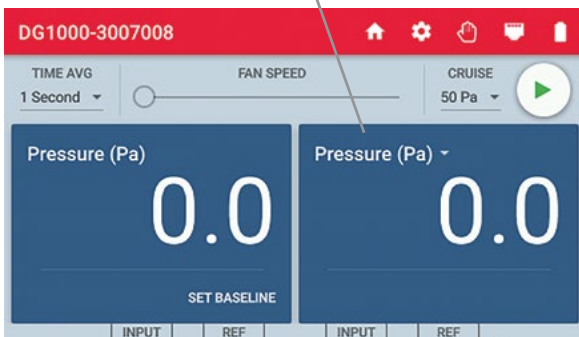 DG1000-3007008
TIME AVG
FAN SPEED
CRUISE
1 Second
50 Pa
Pressure (Pa)
Pressure (Pa)
0.0
0.0
SET BASELINE
INPUT
REF
INPUT
REF